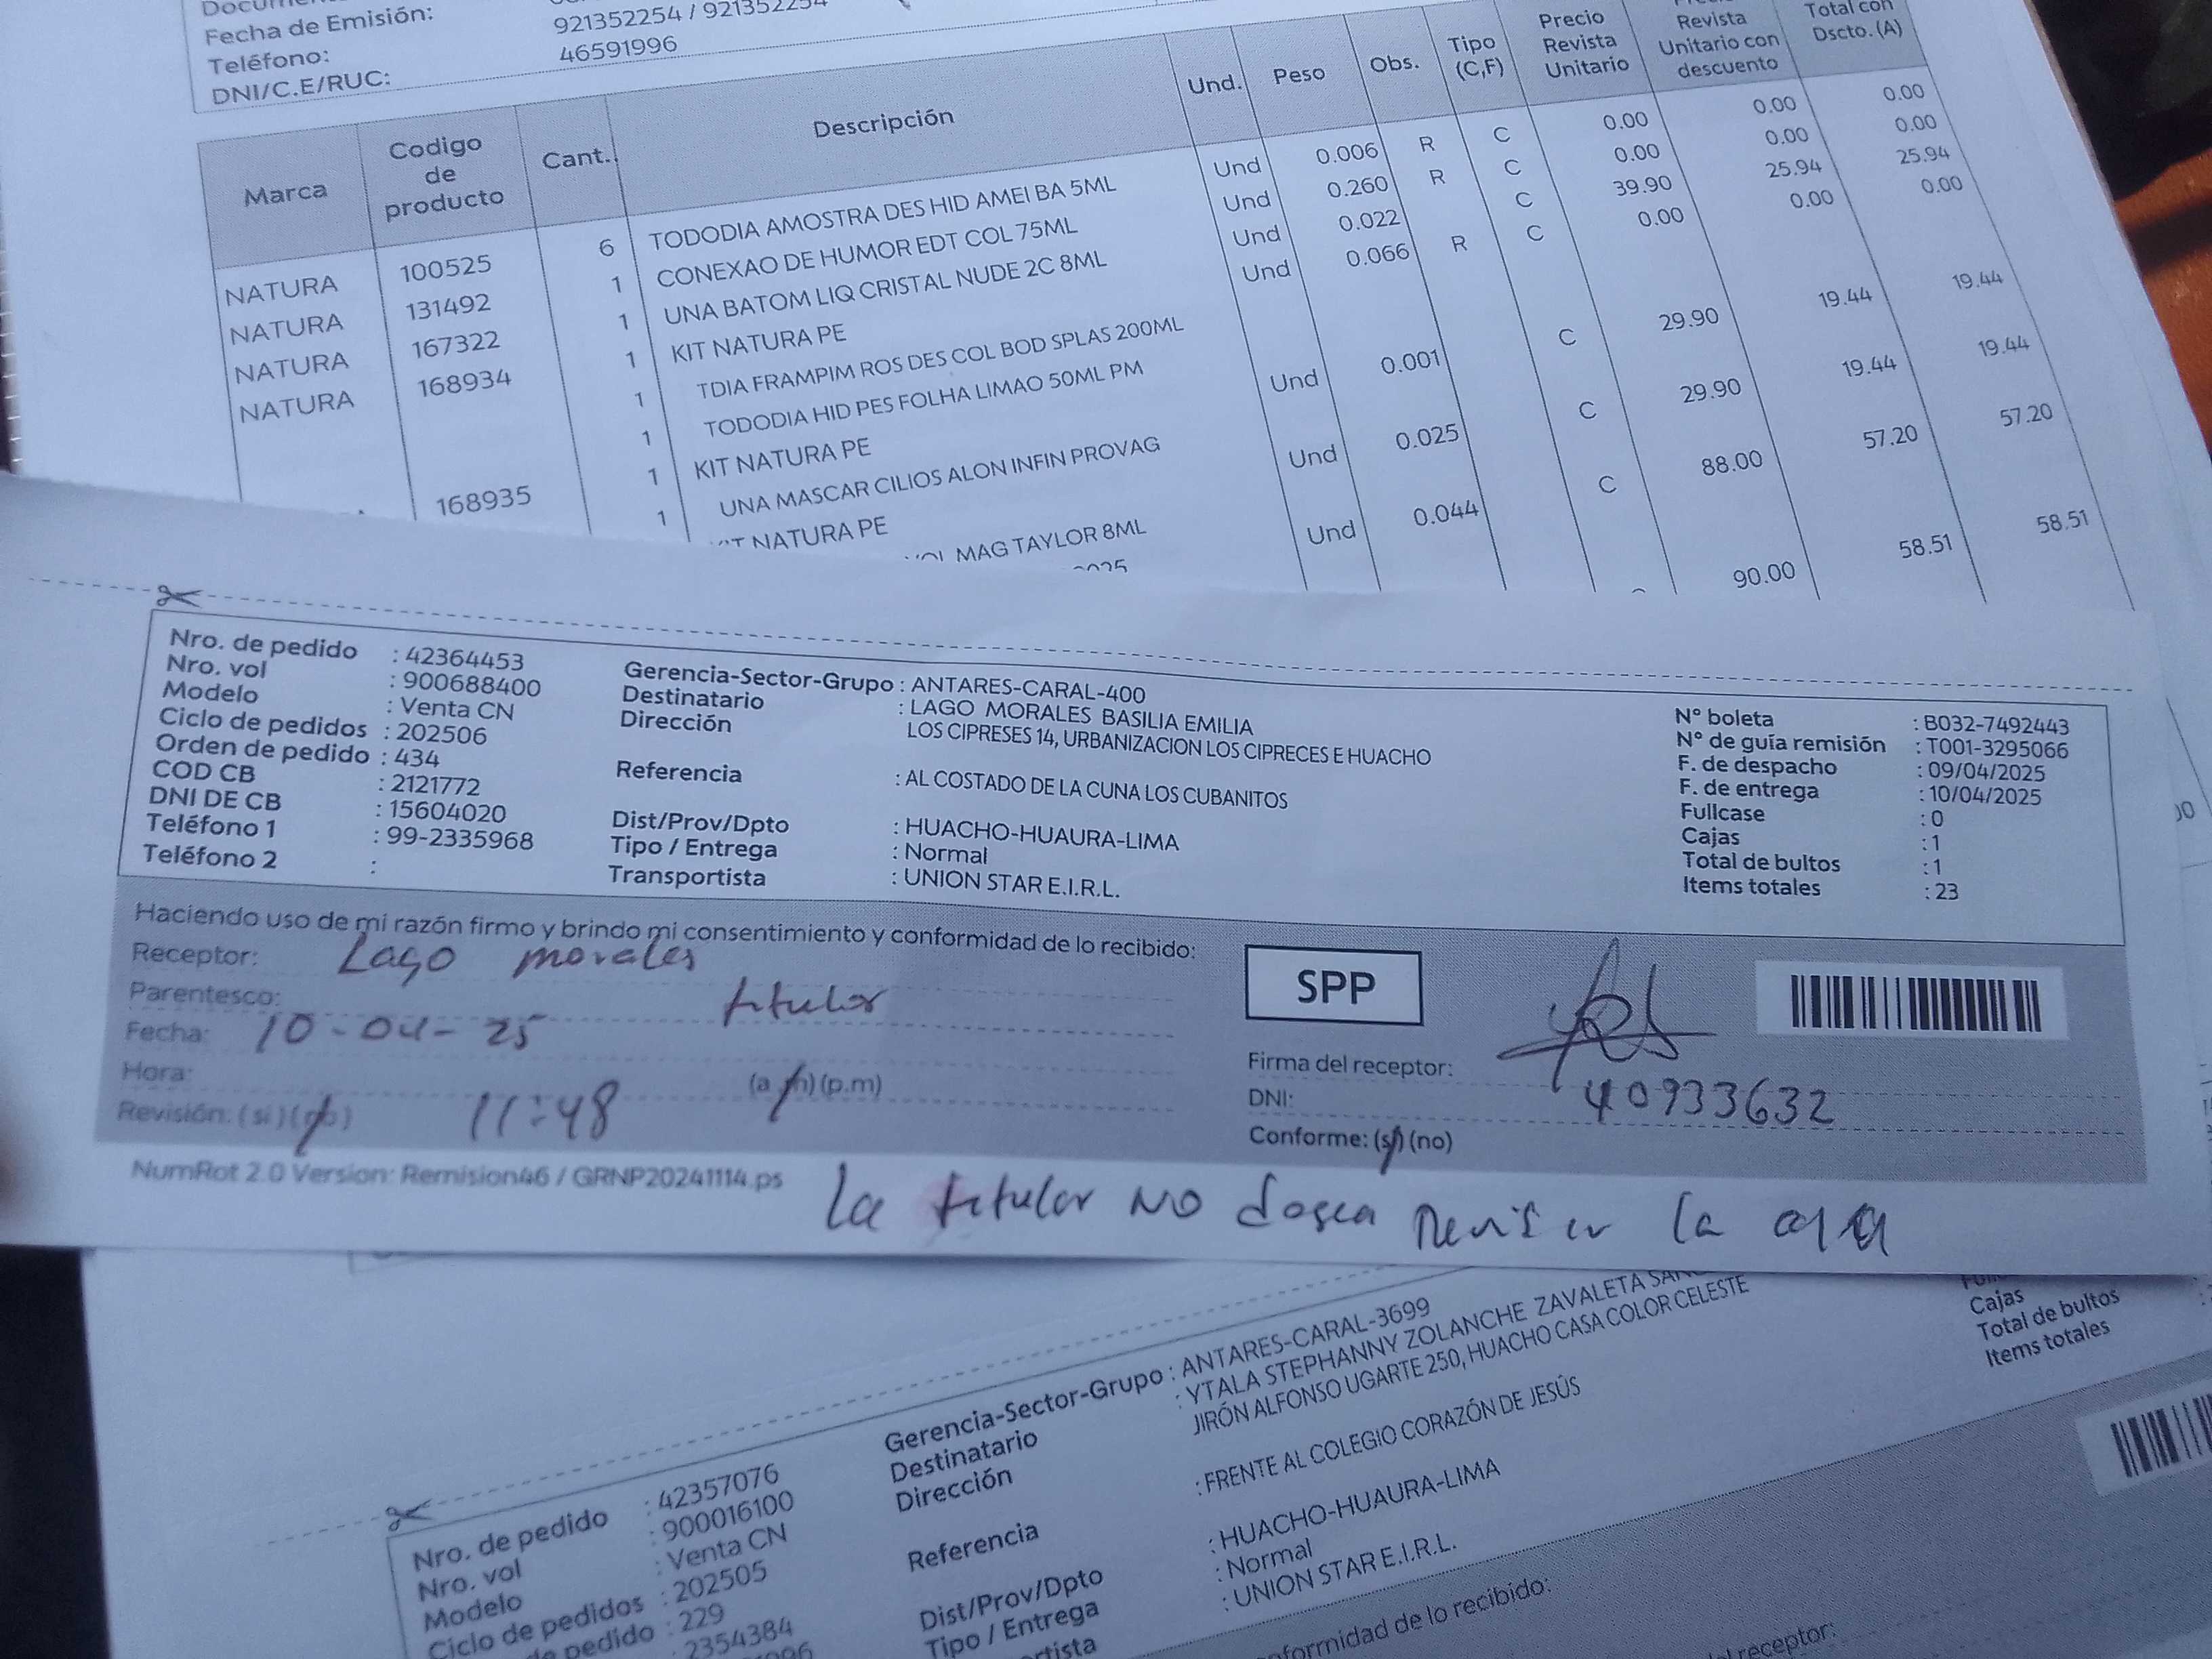 Fecha de Emisión:
921352254 / 921352254
Teléfono:
46591996
DNI/C.E/RUC:
Marca Codigo de producto Cant. Descripción Und. Peso Obs. Tipo (C,F) Precio Revista Unitario Revista Unitario con descuento Total con Dscto. (A)
NATURA 100525 6 TODODIA AMOSTRA DES HID AMEI BA 5ML Und 0.006 R C 0.00 0.00 0.00
NATURA 131492 1 CONEXAO DE HUMOR EDT COL 75ML Und 0.260 R C 0.00 0.00 0.00
NATURA 167322 1 UNA BATOM LIQ CRISTAL NUDE 2C 8ML Und 0.022 C 39.90 25.94 25.94
NATURA 168934 1 KIT NATURA PE Und 0.066 R C 0.00 0.00 0.00
1 TDIA FRAMPIM ROS DES COL BOD SPLAS 200ML
1 TODODIA HID PES FOLHA LIMAO 50ML PM
168935 1 KIT NATURA PE Und 0.001 C 29.90 19.44 19.44
1 UNA MASCAR CILIOS ALON INFIN PROVAG
NATURA PE Und 0.025 C 29.90 19.44 19.44
MAG TAYLOR 8ML
Und 0.044 C 88.00 57.20 57.20
90.00 58.51 58.51
Nro. de pedido : 42364453
Nro. vol : 900688400
Modelo : Venta CN
Ciclo de pedidos : 202506
Orden de pedido : 434
COD CB : 2121772
DNI DE CB : 15604020
Teléfono 1 : 99-2335968
Teléfono 2 :
Gerencia-Sector-Grupo : ANTARES-CARAL-400
Destinatario : LAGO MORALES BASILIA EMILIA
Dirección LOS CIPRESES 14, URBANIZACION LOS CIPRECES E HUACHO
Referencia : AL COSTADO DE LA CUNA LOS CUBANITOS
Dist/Prov/Dpto : HUACHO-HUAURA-LIMA
Tipo / Entrega : Normal
Transportista : UNION STAR E.I.R.L.
N° boleta : B032-7492443
N° de guía remisión : T001-3295066
F. de despacho : 09/04/2025
F. de entrega : 10/04/2025
Fullcase : 0
Cajas : 1
Total de bultos : 1
Items totales : 23
Haciendo uso de mi razón firmo y brindo mi consentimiento y conformidad de lo recibido:
Receptor: Lago morales
Parentesco: titular
Fecha: 10-04-25
Hora: 11:48 (a.m) (p.m)
Revisión: (si) (no)
SPP
Firma del receptor:
DNI: 40933632
Conforme: (si) (no)
NumRot 2.0 Version: Remision46 / GRNP20241114.ps
La titular NO desea revisar la caja
Nro. de pedido : 42357076
Nro. vol : 900016100
Modelo : Venta CN
Ciclo de pedidos : 202505
de pedido : 229
: 2354384
Gerencia-Sector-Grupo : ANTARES-CARAL-3699
Destinatario : YTALA STEPHANNY ZOLANCHE ZAVALETA
Dirección JIRÓN ALFONSO UGARTE 250, HUACHO CASA COLOR CELESTE
Referencia : FRENTE AL COLEGIO CORAZÓN DE JESÚS
Dist/Prov/Dpto : HUACHO-HUAURA-LIMA
Tipo / Entrega : Normal
: UNION STAR E.I.R.L.
Cajas
Total de bultos
Items totales
de lo recibido:
receptor: